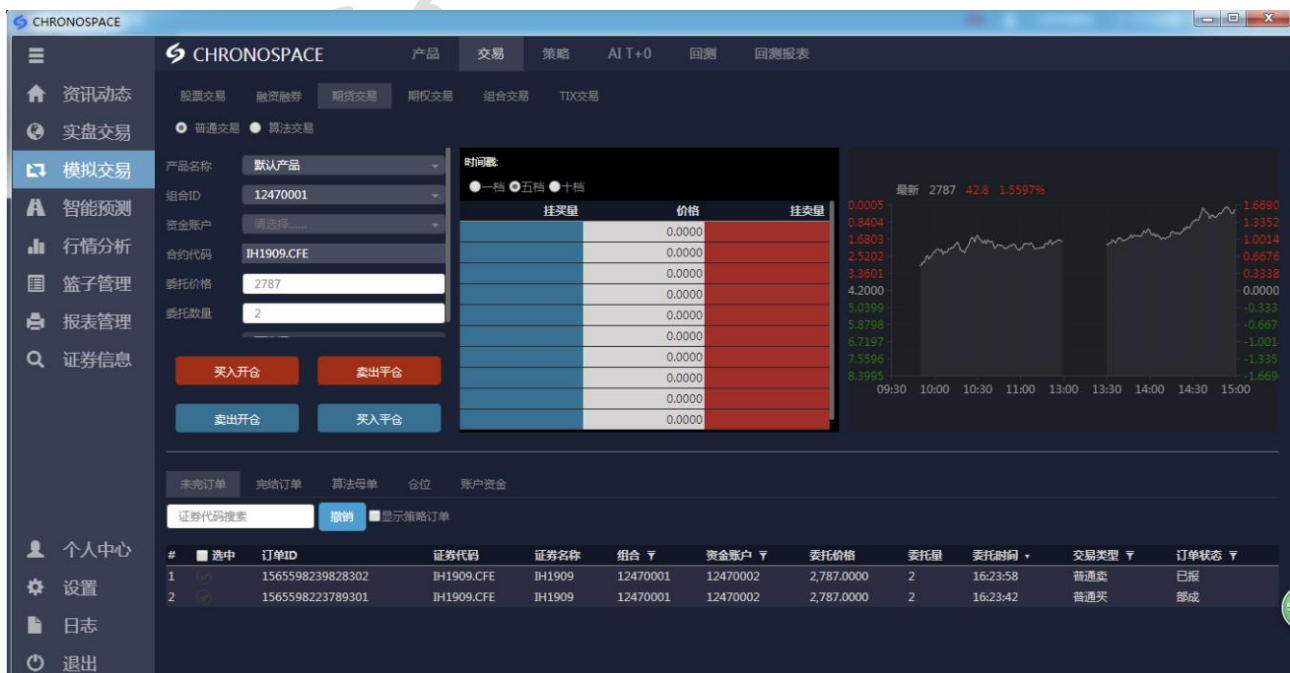 CHRONOSPACE
CHRONOSPACE 产品 交易 策略 AI T+0 回测 回测报表
资讯动态
实盘交易
模拟交易
智能预测
行情分析
篮子管理
报表管理
证券信息
个人中心
设置
日志
退出
股票交易 融资融券 期货交易 期权交易 组合交易 TIX交易
普通交易 算法交易
产品名称 默认产品
组合ID 12470001
资金账户 请选择......
合约代码 IH1909.CFE
委托价格 2787
委托数量 2
买入开仓 卖出平仓
卖出开仓 买入平仓
时间戳:
一档 五档 十档
挂买量 价格 挂卖量
0.0000
0.0000
0.0000
0.0000
0.0000
0.0000
0.0000
0.0000
0.0000
0.0000
最新 2787 42.8 1.5597%
0.0005 1.6690
0.8404 1.3352
1.6803 1.0014
2.5202 0.6676
3.3601 0.3338
4.2000 0.0000
5.0399 -0.333
5.8798 -0.667
6.7197 -1.001
7.5596 -1.335
8.3995 -1.669
09:30 10:00 10:30 11:00 13:00 13:30 14:00 14:30 15:00
未完订单 完结订单 算法母单 仓位 账户资金
证券代码搜索 撤销 显示策略订单
# 选中 订单ID 证券代码 证券名称 组合 资金账户 委托价格 委托量 委托时间 交易类型 订单状态
1 1565598239828302 IH1909.CFE IH1909 12470001 12470002 2,787.0000 2 16:23:58 普通卖 已报
2 1565598223789301 IH1909.CFE IH1909 12470001 12470002 2,787.0000 2 16:23:42 普通买 部成